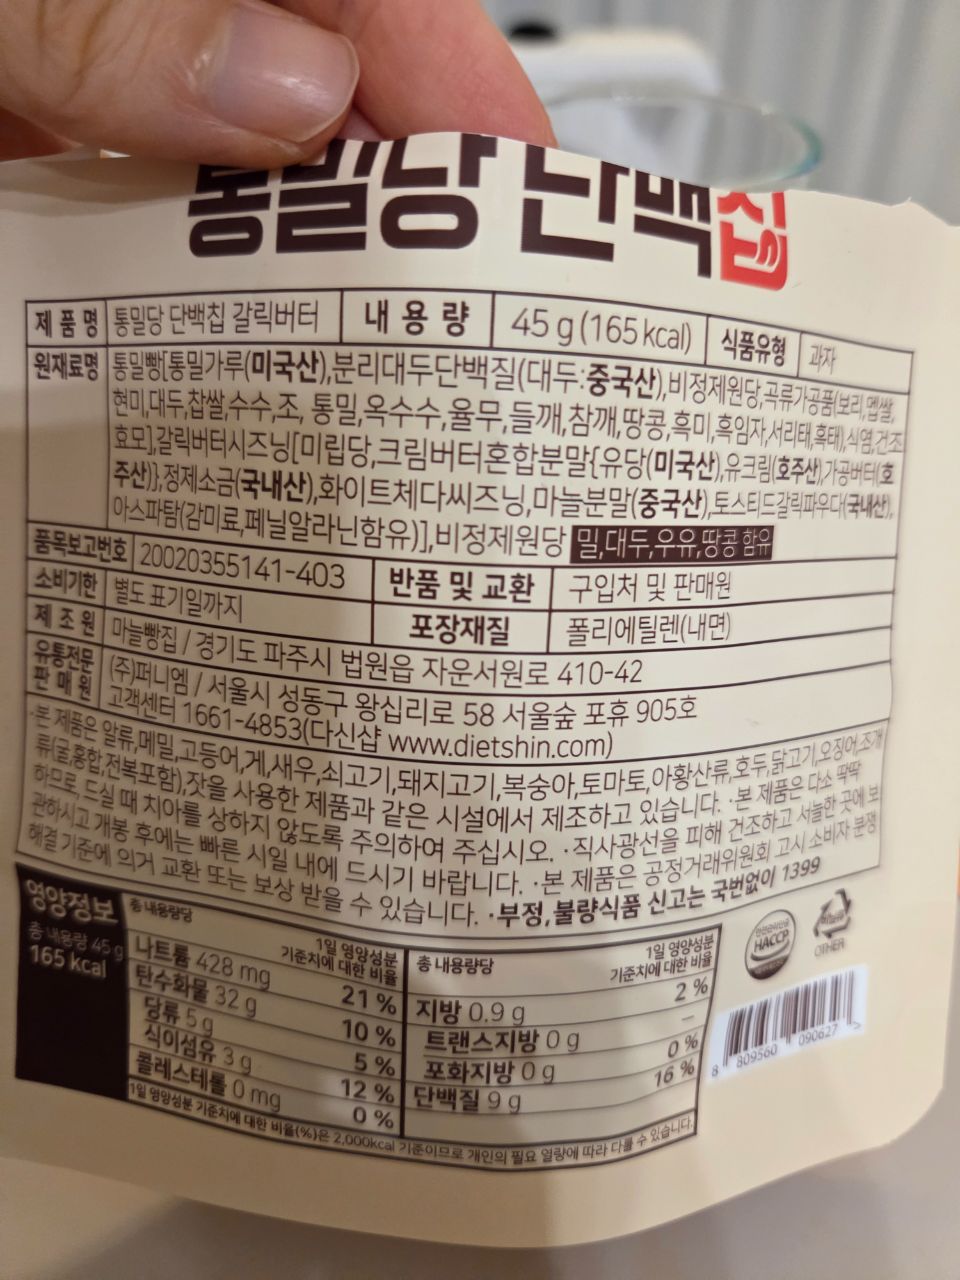 통밀당 단백칩
제품명 통밀당 단백칩 갈릭버터 내용량 45 g (165 kcal) 식품유형 과자
원재료명 통밀빵[통밀가루(미국산),분리대두단백질(대두:중국산),비정제원당,곡류가공품(보리,멥쌀,
현미,대두,찹쌀,수수,조, 통밀,옥수수,율무,들깨,참깨,땅콩,흑미,흑임자,서리태,흑태),식염,건조
효모],갈릭버터시즈닝[미립당,크림버터혼합분말{유당(미국산),유크림(호주산),가공버터(호
주산)},정제소금(국내산),화이트체다씨즈닝,마늘분말(중국산),토스티드갈릭파우다(국내산),
아스파탐(감미료,페닐알라닌함유)],비정제원당 밀,대두,우유,땅콩 함유
품목보고번호 20020355141-403 반품 및 교환 구입처 및 판매원
소비기한 별도 표기일까지 포장재질 폴리에틸렌(내면)
제조원 마늘빵집 / 경기도 파주시 법원읍 자운서원로 410-42
유통전문
판매원
(주)퍼니엠 / 서울시 성동구 왕십리로 58 서울숲 포휴 905호
고객센터 1661-4853(다신샵 www.dietshin.com)
·본 제품은 알류,메밀,고등어,게,새우,쇠고기,돼지고기,복숭아,토마토,아황산류,호두,닭고기,오징어,조개
류(굴,홍합,전복포함),잣을 사용한 제품과 같은 시설에서 제조하고 있습니다. ·본 제품은 다소 딱딱
하므로, 드실 때 치아를 상하지 않도록 주의하여 주십시오. ·직사광선을 피해 건조하고 서늘한 곳에 보
관하시고 개봉 후에는 빠른 시일 내에 드시기 바랍니다. ·본 제품은 공정거래위원회 고시 소비자 분쟁
해결 기준에 의거 교환 또는 보상 받을 수 있습니다. ·부정,불량식품 신고는 국번없이 1399
영양정보
총 내용량 45 g
165 kcal
총 내용량당 1일 영양성분
기준치에 대한 비율
나트륨 428 mg 21 %
탄수화물 32 g 10 %
당류 5 g 5 %
식이섬유 3 g 12 %
콜레스테롤 0 mg 0 %
총 내용량당 1일 영양성분
기준치에 대한 비율
지방 0.9 g 2 %
트랜스지방 0 g –
포화지방 0 g 0 %
단백질 9 g 16 %
1일 영양성분 기준치에 대한 비율(%)은 2,000kcal 기준이므로 개인의 필요 열량에 따라 다를 수 있습니다.
HACCP
OTHER
8 809560 090627 >